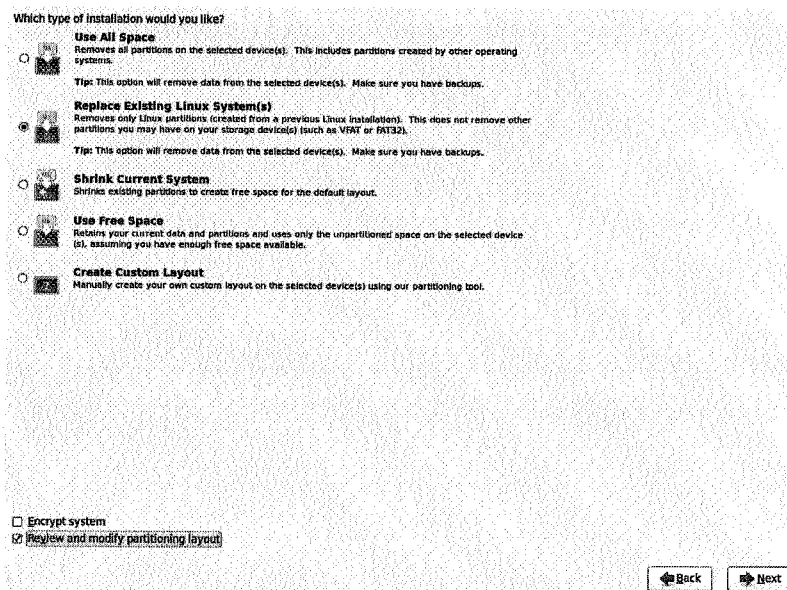 Which type of installation would you like?
Use All Space
Removes all partitions on the selected device(s). This includes partitions created by other operating
systems.
Tip: This option will remove data from the selected device(s). Make sure you have backups.
Replace Existing Linux System(s)
Removes only Linux partitions (created from a previous Linux installation). This does not remove other
partitions you may have on your storage device(s) (such as VFAT or FAT32).
Tip: This option will remove data from the selected device(s). Make sure you have backups.
Shrink Current System
Shrinks existing partitions to create free space for the default layout.
Use Free Space
Retains your current data and partitions and uses only the unpartitioned space on the selected device
(s), assuming you have enough free space available.
Create Custom Layout
Manually create your own custom layout on the selected device(s) using our partitioning tool.
Encrypt system
Review and modify partitioning layout
Back
Next